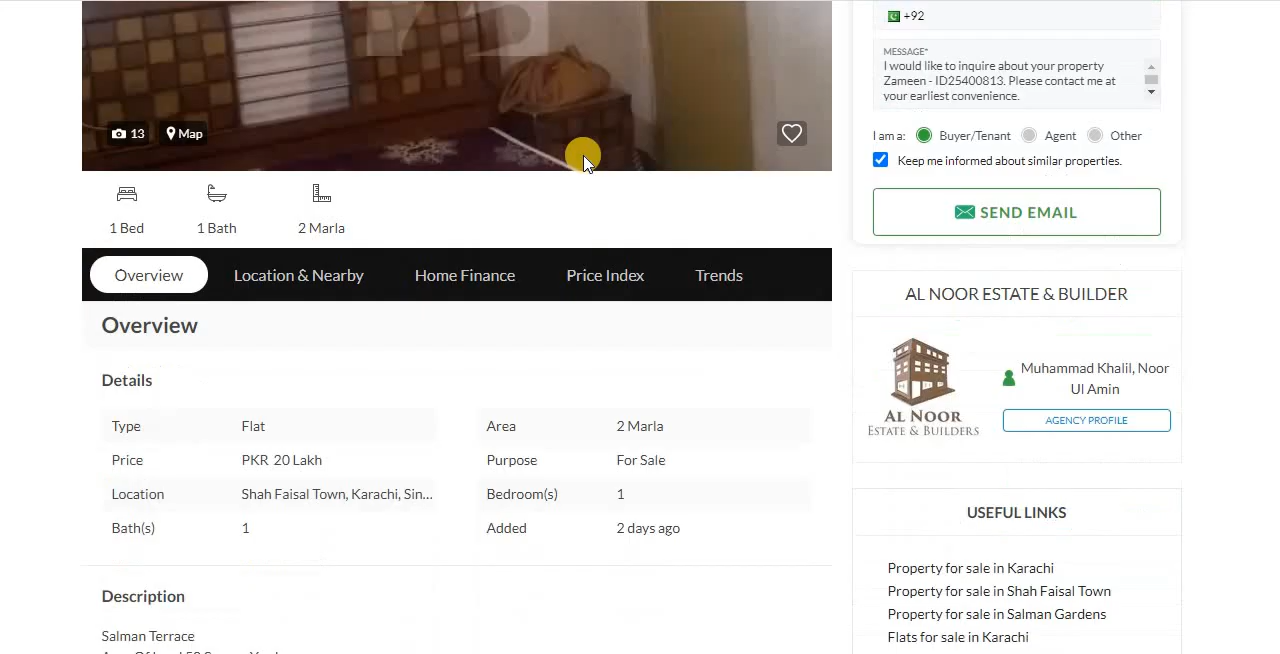 13
Map
1 Bed
1 Bath
2 Marla
Overview
Location & Nearby
Home Finance
Price Index
Trends
Overview
Details
Type Flat
Area 2 Marla
Price PKR 20 Lakh
Purpose For Sale
Location Shah Faisal Town, Karachi, Sin...
Bedroom(s) 1
Bath(s) 1
Added 2 days ago
Description
Salman Terrace
+92
MESSAGE*
I would like to inquire about your property
Zameen - ID25400813. Please contact me at
your earliest convenience.
I am a: Buyer/Tenant Agent Other
Keep me informed about similar properties.
SEND EMAIL
AL NOOR ESTATE & BUILDER
AL NOOR
ESTATE & BUILDERS
Muhammad Khalil, Noor
Ul Amin
AGENCY PROFILE
USEFUL LINKS
Property for sale in Karachi
Property for sale in Shah Faisal Town
Property for sale in Salman Gardens
Flats for sale in Karachi